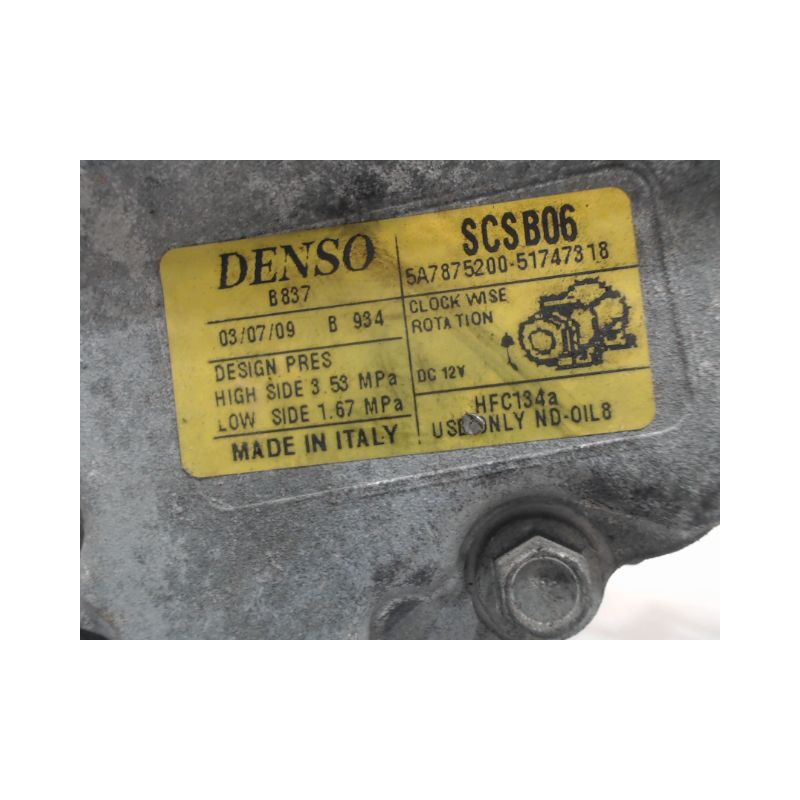 DENSO
B837
03/07/09 B 934
DESIGN PRES
HIGH SIDE 3.53 MPa
LOW SIDE 1.67 MPa
MADE IN ITALY
SCSB06
5A7875200-51747318
CLOCK WISE
ROTATION
DC 12V
HFC134a
USE ONLY ND-OIL8